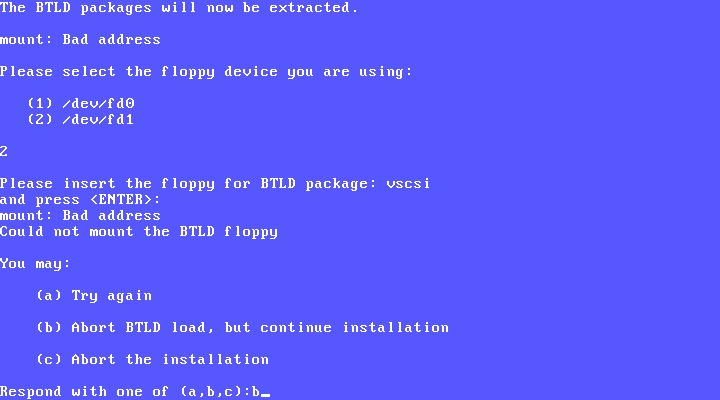 The BTLD packages will now be extracted.
mount: Bad address
Please select the floppy device you are using:
(1) /dev/fd0
(2) /dev/fd1
2
Please insert the floppy for BTLD package: vscsi
and press <ENTER>:
mount: Bad address
Could not mount the BTLD floppy
You may:
(a) Try again
(b) Abort BTLD load, but continue installation
(c) Abort the installation
Respond with one of (a,b,c):b_